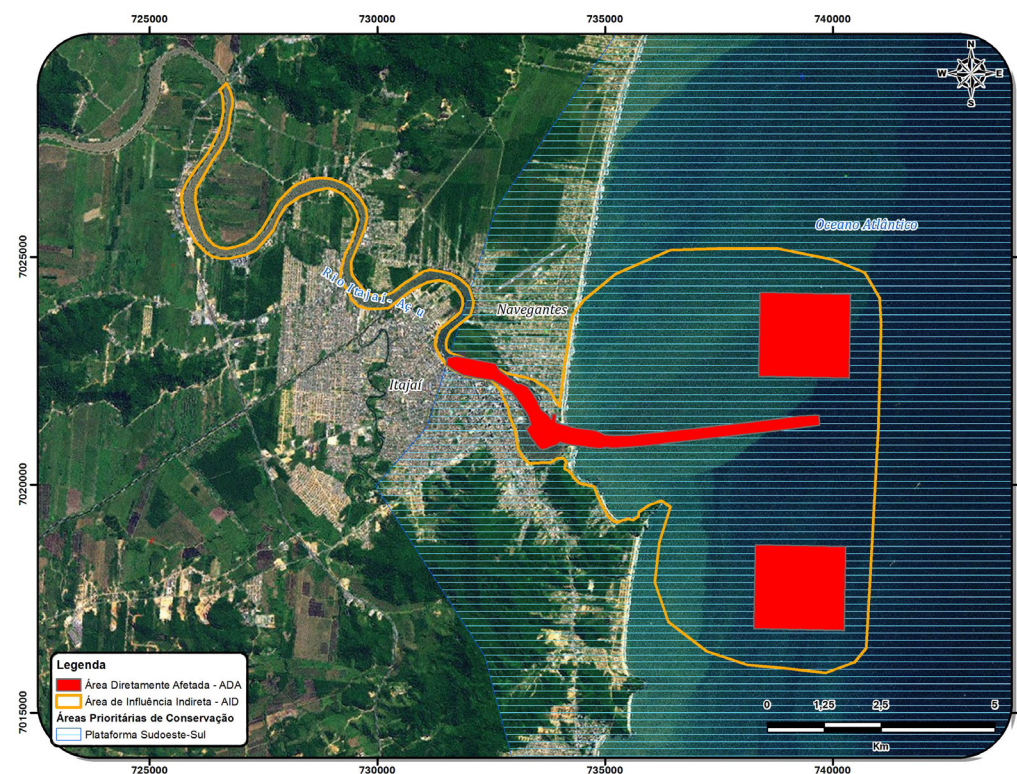 725000 730000 735000 740000
N
W E
S
Oceano Atlântico
7025000
Rio Itajaí-Açu
Navegantes
Itajaí
7020000
Legenda
Área Diretamente Afetada - ADA
Área de Influência Indireta - AID
Áreas Prioritárias de Conservação
Plataforma Sudoeste-Sul
7015000
0 1,25 2,5 5
Km
725000 730000 735000 740000